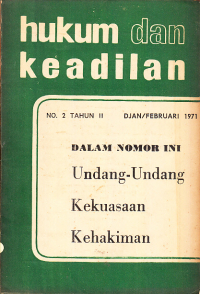 hukum dan
keadilan
NO. 2 TAHUN II DJAN/FEBRUARI 1971
DALAM NOMOR INI
Undang-Undang
Kekuasaan
Kehakiman